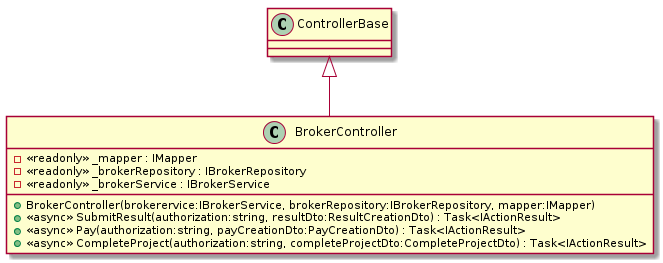 C ControllerBase
C BrokerController
«readonly» _mapper : IMapper
«readonly» _brokerRepository : IBrokerRepository
«readonly» _brokerService : IBrokerService
BrokerController(brokerervice:IBrokerService, brokerRepository:IBrokerRepository, mapper:IMapper)
«async» SubmitResult(authorization:string, resultDto:ResultCreationDto) : Task<IActionResult>
«async» Pay(authorization:string, payCreationDto:PayCreationDto) : Task<IActionResult>
«async» CompleteProject(authorization:string, completeProjectDto:CompleteProjectDto) : Task<IActionResult>